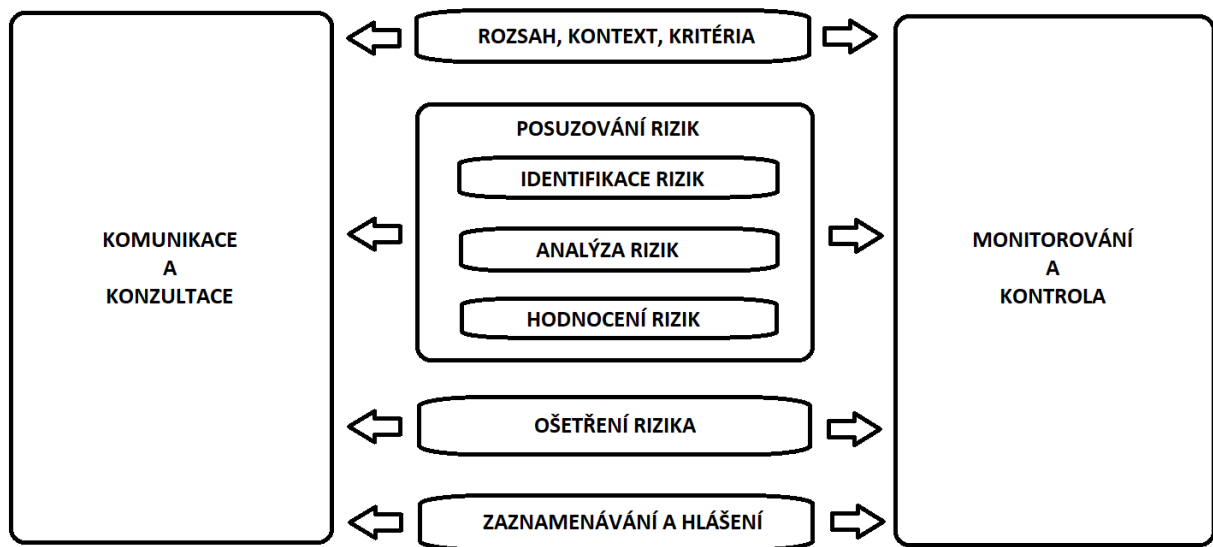 ROZSAH, KONTEXT, KRITÉRIA
POSUZOVÁNÍ RIZIK
IDENTIFIKACE RIZIK
ANALÝZA RIZIK
HODNOCENÍ RIZIK
KOMUNIKACE
A
KONZULTACE
MONITOROVÁNÍ
A
KONTROLA
OŠETŘENÍ RIZIKA
ZAZNAMENÁVÁNÍ A HLÁŠENÍ